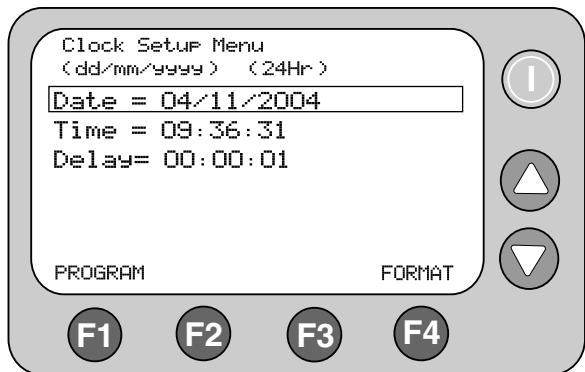 Clock Setup Menu
(dd/mm/yyyy) (24Hr)
Date = 04/11/2004
Time = 09:36:31
Delay= 00:00:01
PROGRAM FORMAT
F1 F2 F3 F4